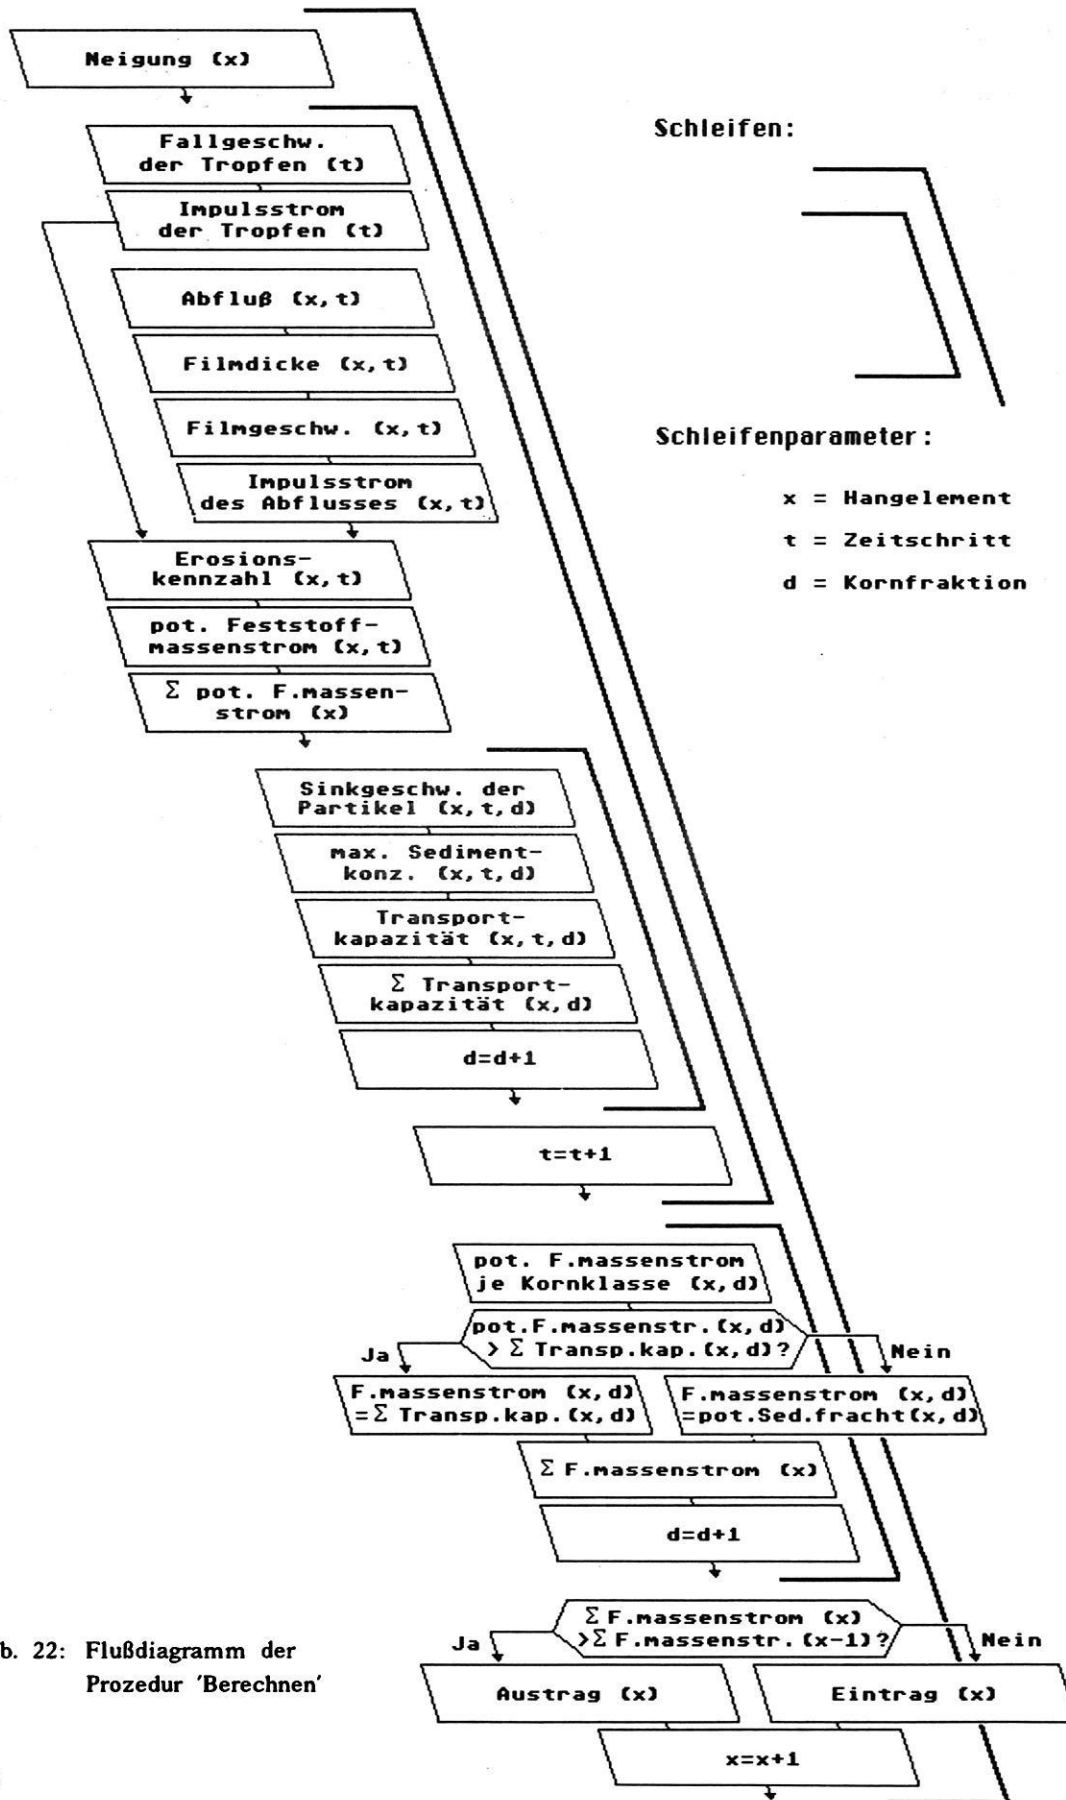 Neigung (x)
Fallgeschw.
der Tropfen (t)
Impulsstrom
der Tropfen (t)
Abfluß (x,t)
Filmdicke (x,t)
Filmgeschw. (x,t)
Impulsstrom
des Abflusses (x,t)
Erosions-
kennzahl (x,t)
pot. Feststoff-
massenstrom (x,t)
Σ pot. F.massen-
strom (x)
Sinkgeschw. der
Partikel (x,t,d)
max. Sediment-
konz. (x,t,d)
Transport-
kapazität (x,t,d)
Σ Transport-
kapazität (x,d)
d=d+1
t=t+1
pot. F.massenstrom
je Kornklasse (x,d)
pot.F.massenstr.(x,d)
> Σ Transp.kap.(x,d)?
Ja
Nein
F.massenstrom (x,d)
=Σ Transp.kap.(x,d)
F.massenstrom (x,d)
=pot.Sed.fracht(x,d)
Σ F.massenstrom (x)
d=d+1
Σ F.massenstrom (x)
>Σ F.massenstr.(x-1)?
Ja
Nein
Austrag (x)
Eintrag (x)
x=x+1
Schleifen:
Schleifenparameter:
x = Hangelement
t = Zeitschritt
d = Kornfraktion
b. 22: Flußdiagramm der
Prozedur 'Berechnen'